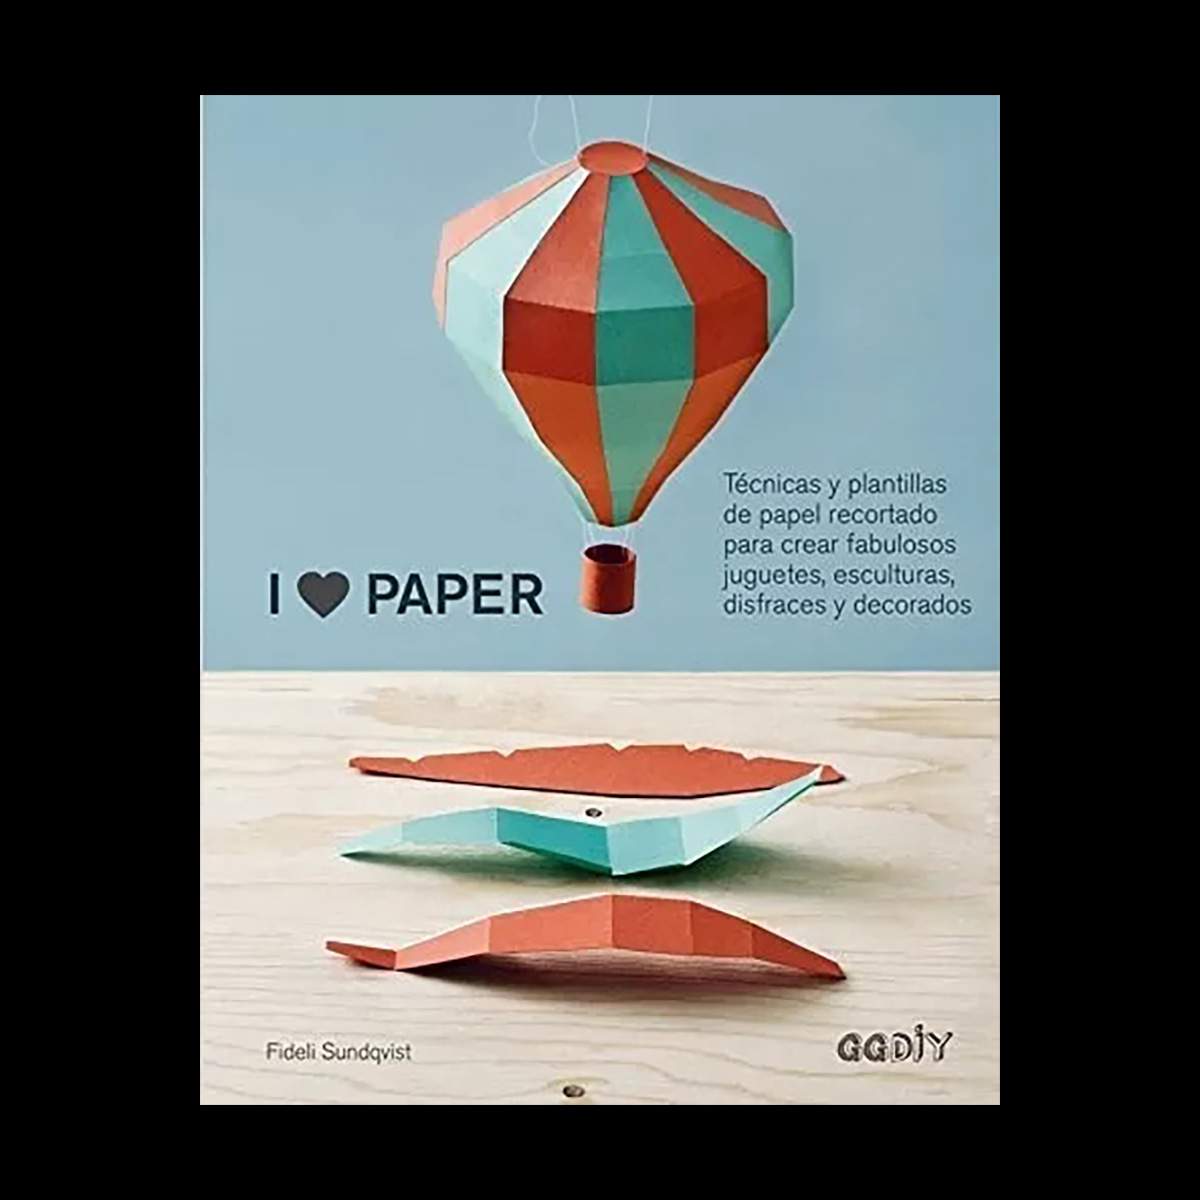 Técnicas y plantillas
de papel recortado
para crear fabulosos
juguetes, esculturas,
disfraces y decorados
I ♥ PAPER
Fideli Sundqvist
GGDIY